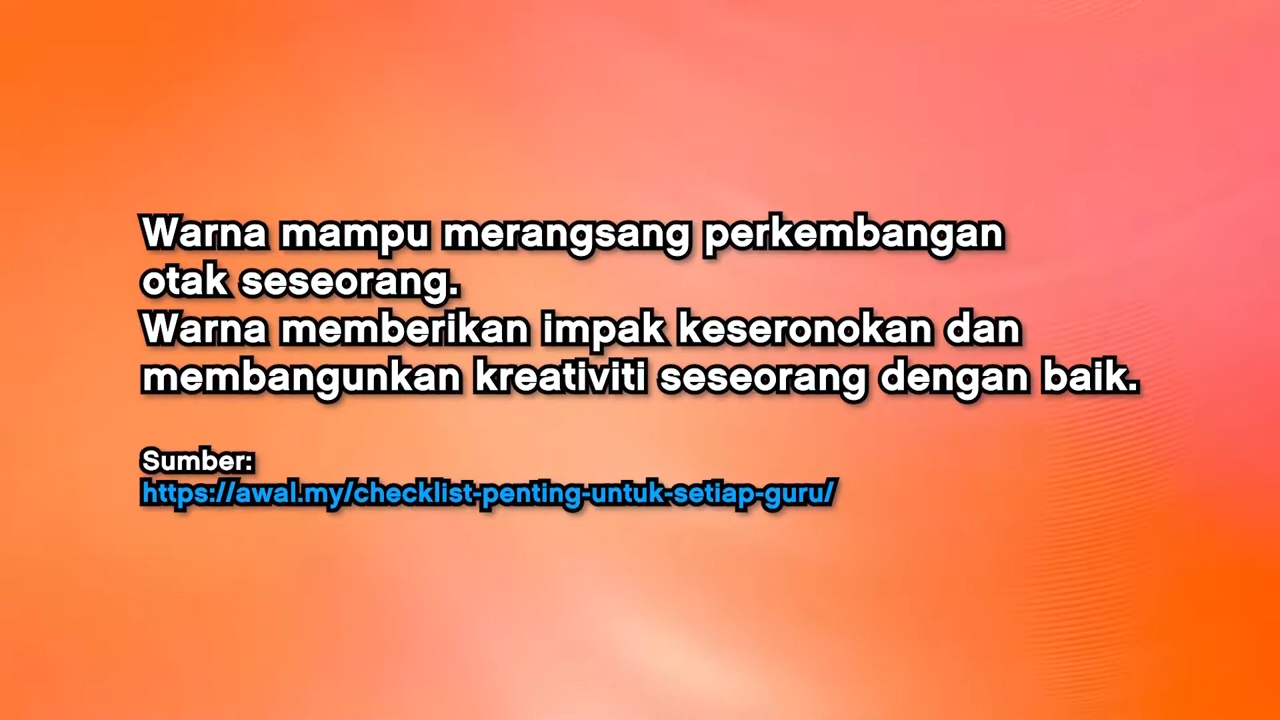 Warna mampu merangsang perkembangan
otak seseorang.
Warna memberikan impak keseronokan dan
membangunkan kreativiti seseorang dengan baik.
Sumber:
https://awal.my/checklist-penting-untuk-setiap-guru/